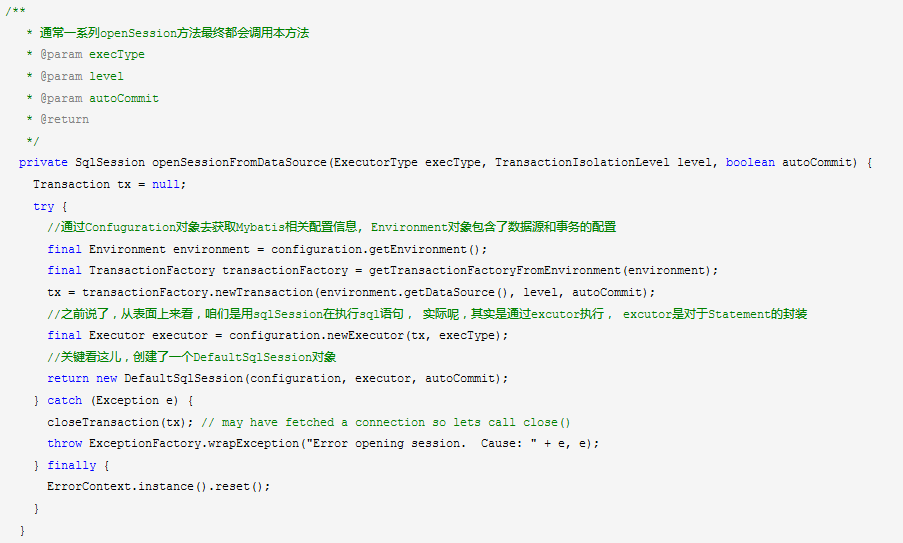 /**
   * 通常一系列openSession方法最终都会调用本方法
   * @param execType
   * @param level
   * @param autoCommit
   * @return
   */
  private SqlSession openSessionFromDataSource(ExecutorType execType, TransactionIsolationLevel level, boolean autoCommit) {
    Transaction tx = null;
    try {
      //通过Confuguration对象去获取Mybatis相关配置信息, Environment对象包含了数据源和事务的配置
      final Environment environment = configuration.getEnvironment();
      final TransactionFactory transactionFactory = getTransactionFactoryFromEnvironment(environment);
      tx = transactionFactory.newTransaction(environment.getDataSource(), level, autoCommit);
      //之前说了，从表面上来看，咱们是用sqlSession在执行sql语句， 实际呢，其实是通过excutor执行， excutor是对于Statement的封装
      final Executor executor = configuration.newExecutor(tx, execType);
      //关键看这儿，创建了一个DefaultSqlSession对象
      return new DefaultSqlSession(configuration, executor, autoCommit);
    } catch (Exception e) {
      closeTransaction(tx); // may have fetched a connection so lets call close()
      throw ExceptionFactory.wrapException("Error opening session.  Cause: " + e, e);
    } finally {
      ErrorContext.instance().reset();
    }
  }